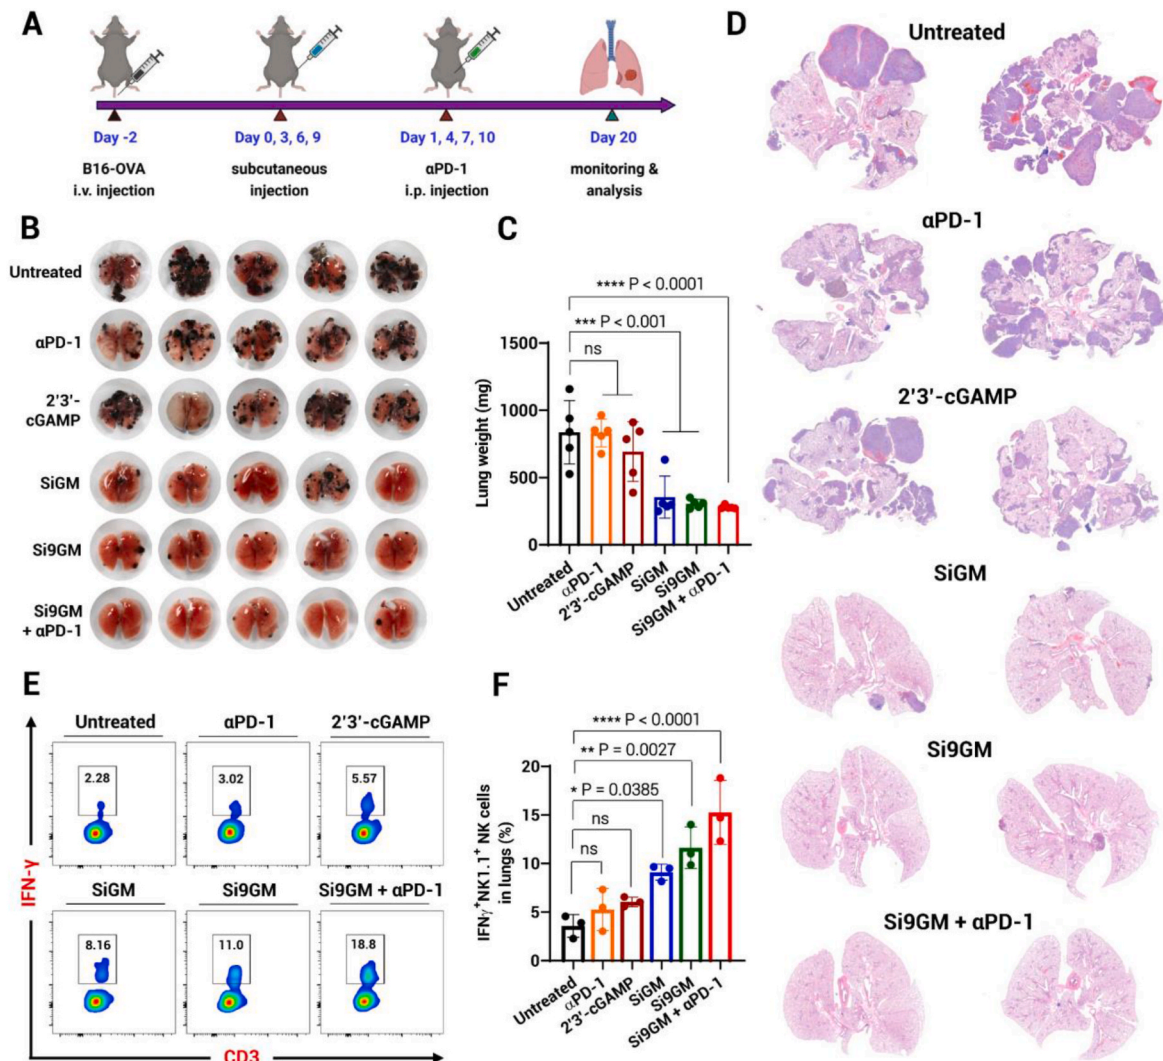 A
Day -2
Day 0, 3, 6, 9
Day 1, 4, 7, 10
Day 20
B16-OVA
i.v. injection
subcutaneous
injection
αPD-1
i.p. injection
monitoring &
analysis
B
Untreated
αPD-1
2'3'-
cGAMP
SiGM
Si9GM
Si9GM
+ αPD-1
C
**** P < 0.0001
*** P < 0.001
ns
Lung weight (mg)
1500
1000
500
0
Untreated
αPD-1
2'3'-cGAMP
SiGM
Si9GM
Si9GM + αPD-1
D
Untreated
αPD-1
2'3'-cGAMP
SiGM
Si9GM
Si9GM + αPD-1
E
Untreated
αPD-1
2'3'-cGAMP
2.28
3.02
5.57
SiGM
Si9GM
Si9GM + αPD-1
8.16
11.0
18.8
IFN-γ
CD3
F
**** P < 0.0001
** P = 0.0027
* P = 0.0385
ns
ns
IFNγ⁺NK1.1⁺ NK cells
in lungs (%)
20
15
10
5
0
Untreated
αPD-1
2'3'-cGAMP
SiGM
Si9GM
Si9GM + αPD-1